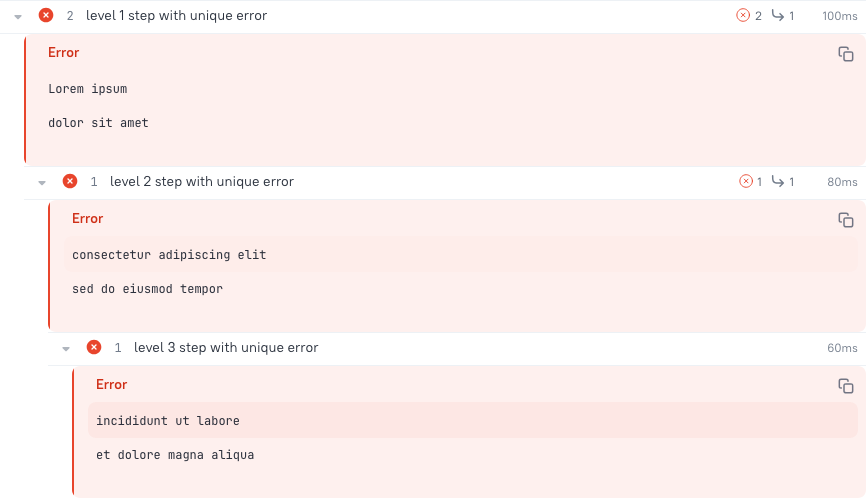 2 level 1 step with unique error 2 1 100ms
Error
Lorem ipsum
dolor sit amet
1 level 2 step with unique error 1 1 80ms
Error
consectetur adipiscing elit
sed do eiusmod tempor
1 level 3 step with unique error 60ms
Error
incididunt ut labore
et dolore magna aliqua